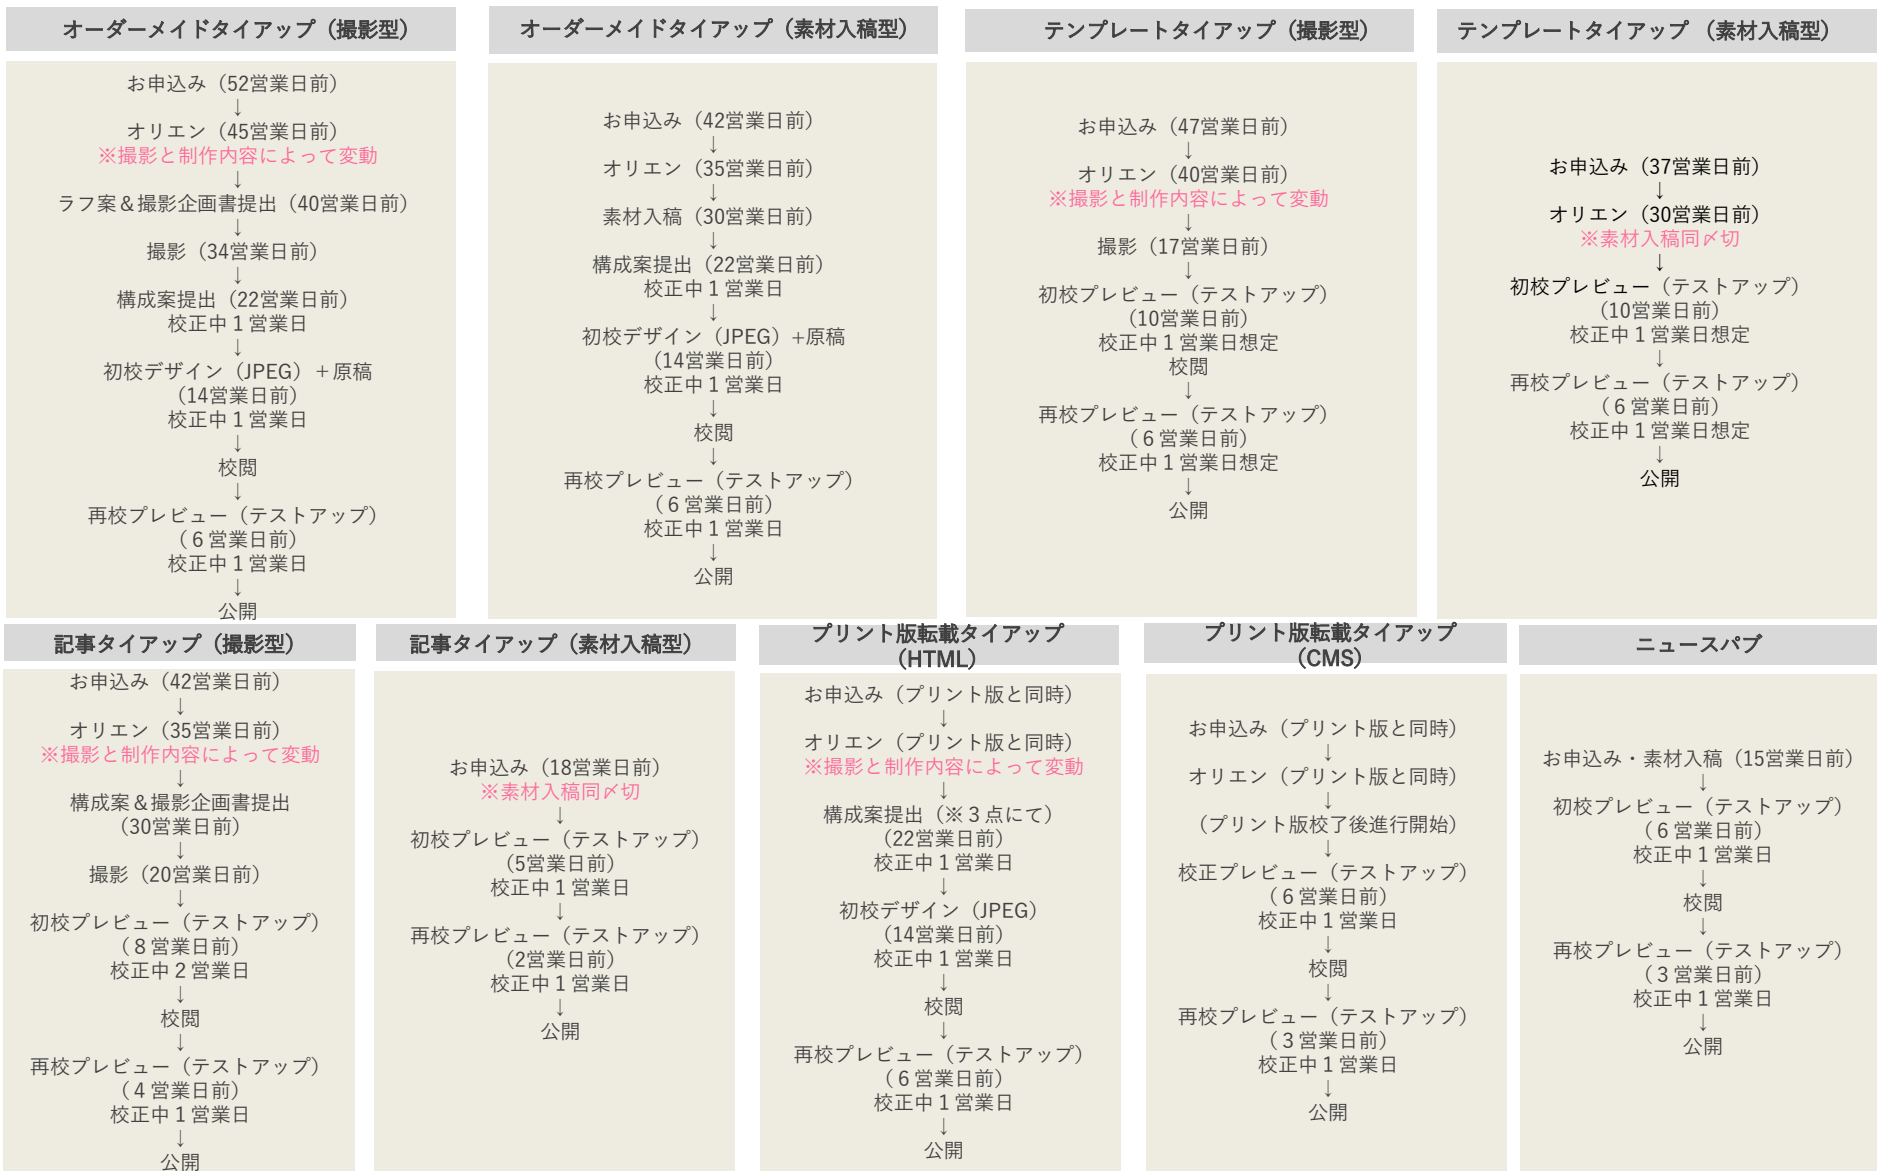 オーダーメイドタイアップ（撮影型）
お申込み（52営業日前）
↓
オリエン（45営業日前）
※撮影と制作内容によって変動
↓
ラフ案＆撮影企画書提出（40営業日前）
↓
撮影（34営業日前）
↓
構成案提出（22営業日前）
校正中１営業日
↓
初校デザイン（JPEG）＋原稿
（14営業日前）
校正中１営業日
↓
校閲
↓
再校プレビュー（テストアップ）
（６営業日前）
校正中１営業日
↓
公開
オーダーメイドタイアップ（素材入稿型）
お申込み（42営業日前）
↓
オリエン（35営業日前）
↓
素材入稿（30営業日前）
↓
構成案提出（22営業日前）
校正中１営業日
↓
初校デザイン（JPEG）+原稿
（14営業日前）
校正中１営業日
↓
校閲
↓
再校プレビュー（テストアップ）
（６営業日前）
校正中１営業日
↓
公開
テンプレートタイアップ（撮影型）
お申込み（47営業日前）
↓
オリエン（40営業日前）
※撮影と制作内容によって変動
↓
撮影（17営業日前）
↓
初校プレビュー（テストアップ）
（10営業日前）
校正中１営業日想定
校閲
↓
再校プレビュー（テストアップ）
（６営業日前）
校正中１営業日想定
↓
公開
テンプレートタイアップ （素材入稿型）
お申込み（37営業日前）
↓
オリエン（30営業日前）
※素材入稿同〆切
↓
初校プレビュー（テストアップ）
（10営業日前）
校正中１営業日想定
↓
再校プレビュー（テストアップ）
（６営業日前）
校正中１営業日想定
↓
公開
記事タイアップ（撮影型）
お申込み（42営業日前）
↓
オリエン（35営業日前）
※撮影と制作内容によって変動
↓
構成案＆撮影企画書提出
（30営業日前）
↓
撮影（20営業日前）
↓
初校プレビュー（テストアップ）
（８営業日前）
校正中２営業日
↓
校閲
↓
再校プレビュー（テストアップ）
（４営業日前）
校正中１営業日
↓
公開
記事タイアップ（素材入稿型）
お申込み（18営業日前）
※素材入稿同〆切
↓
初校プレビュー（テストアップ）
（5営業日前）
校正中１営業日
↓
再校プレビュー（テストアップ）
（2営業日前）
校正中１営業日
↓
公開
プリント版転載タイアップ
（HTML）
お申込み（プリント版と同時）
↓
オリエン（プリント版と同時）
※撮影と制作内容によって変動
↓
構成案提出（※３点にて）
（22営業日前）
校正中１営業日
↓
初校デザイン（JPEG）
（14営業日前）
校正中１営業日
↓
校閲
↓
再校プレビュー（テストアップ）
（６営業日前）
校正中１営業日
↓
公開
プリント版転載タイアップ
（CMS）
お申込み（プリント版と同時）
↓
オリエン（プリント版と同時）
↓
（プリント版校了後進行開始）
↓
校正プレビュー（テストアップ）
（６営業日前）
校正中１営業日
↓
校閲
↓
再校プレビュー（テストアップ）
（３営業日前）
校正中１営業日
↓
公開
ニュースパブ
お申込み・素材入稿（15営業日前）
↓
初校プレビュー（テストアップ）
（６営業日前）
校正中１営業日
↓
校閲
↓
再校プレビュー（テストアップ）
（３営業日前）
校正中１営業日
↓
公開